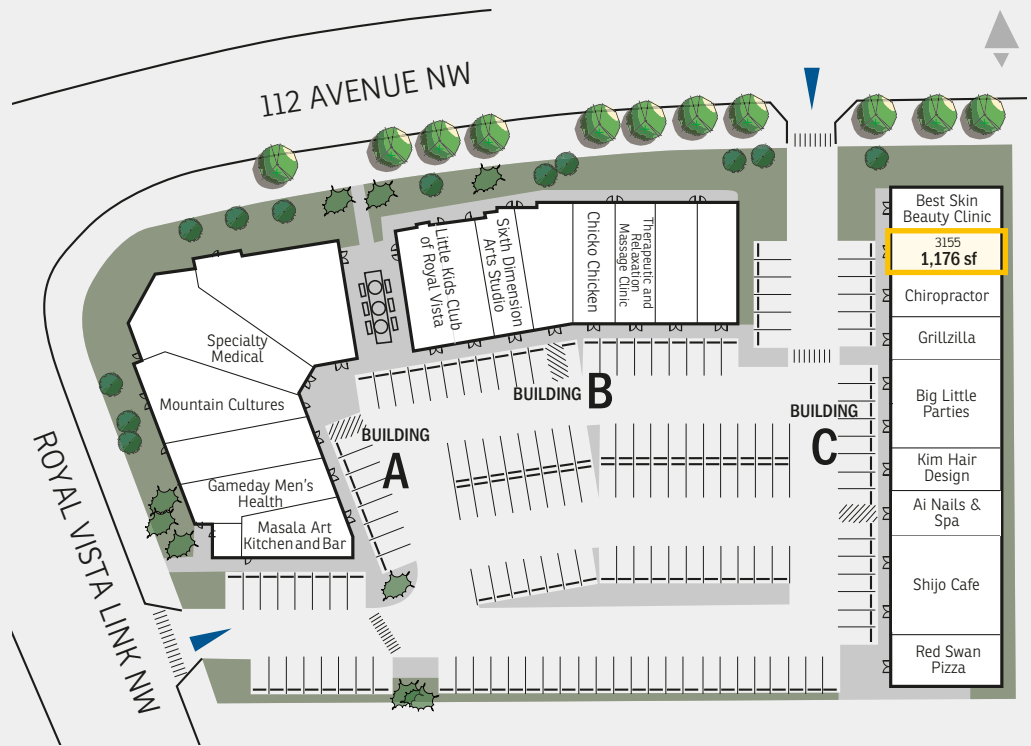 112 AVENUE NW
ROYAL VISTA LINK NW
Specialty
Medical
Mountain Cultures
Gameday Men's
Health
Masala Art
Kitchen and Bar
BUILDING
A
Little Kids Club
of Royal Vista
Sixth Dimension
Arts Studio
Chicko Chicken
Therapeutic and
Relaxation
Massage Clinic
BUILDING
B
BUILDING
C
Best Skin
Beauty Clinic
3155
1,176 sf
Chiropractor
Grillzilla
Big Little
Parties
Kim Hair
Design
Ai Nails &
Spa
Shijo Cafe
Red Swan
Pizza